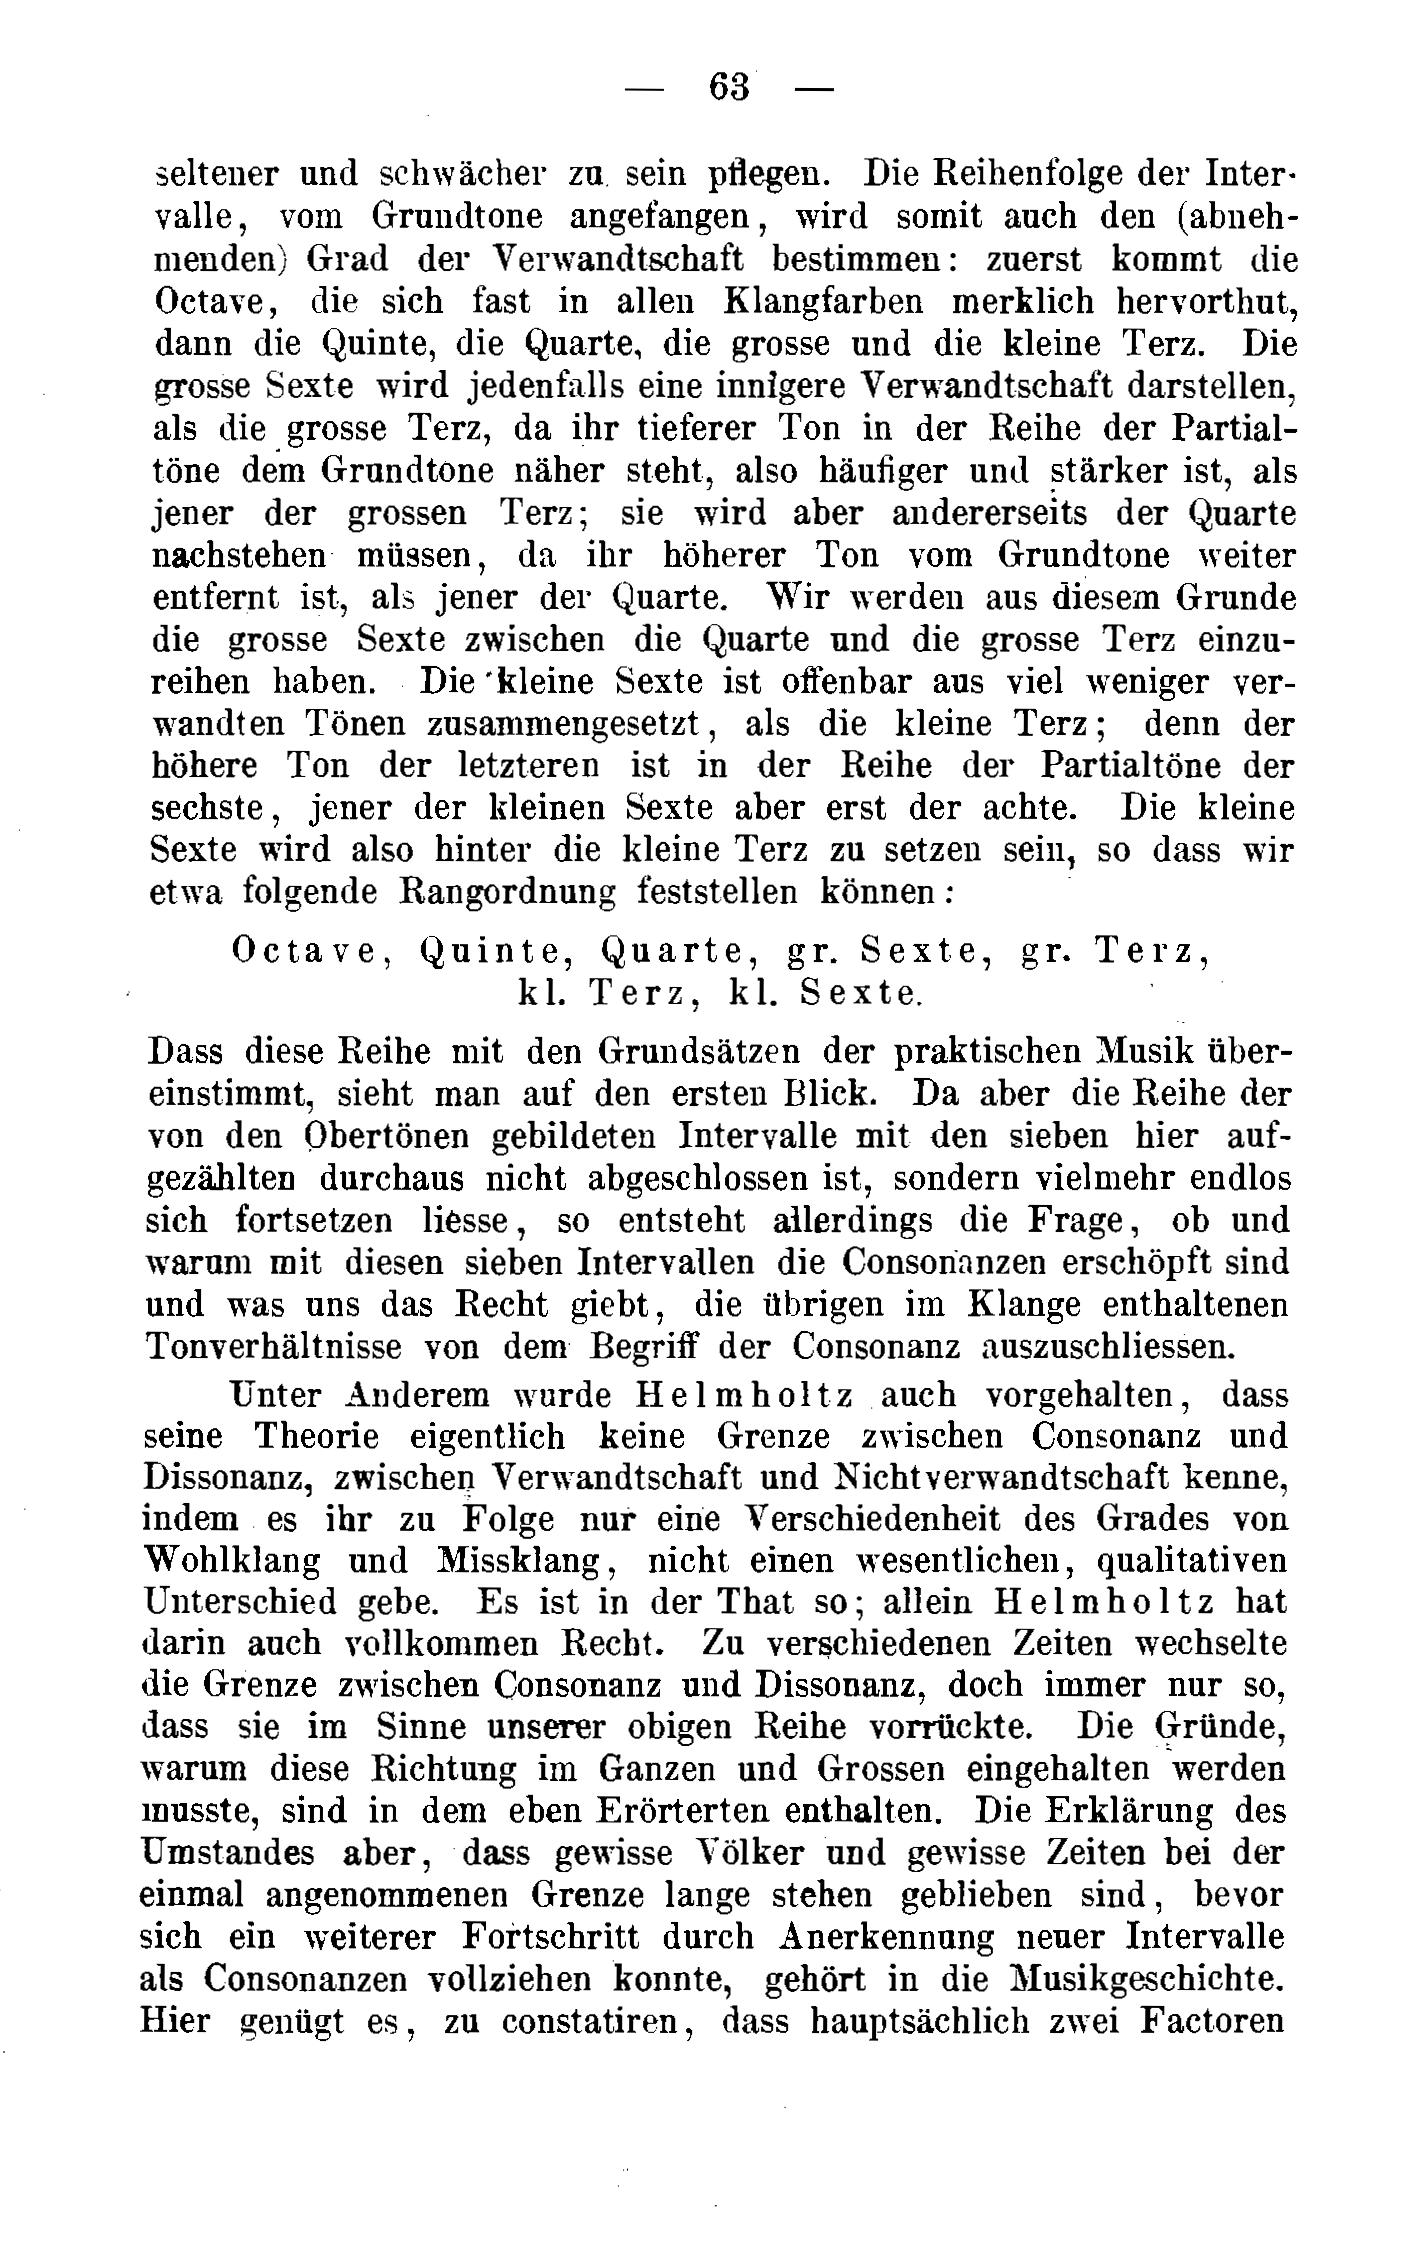 — 63 —
seltener und schwächer zu sein pflegen. Die Reihenfolge der Inter-
valle, vom Grundtone angefangen, wird somit auch den (abneh-
menden) Grad der Verwandtschaft bestimmen: zuerst kommt die
Octave, die sich fast in allen Klangfarben merklich hervorthut,
dann die Quinte, die Quarte, die grosse und die kleine Terz. Die
grosse Sexte wird jedenfalls eine innigere Verwandtschaft darstellen,
als die grosse Terz, da ihr tieferer Ton in der Reihe der Partial-
töne dem Grundtone näher steht, also häufiger und stärker ist, als
jener der grossen Terz; sie wird aber andererseits der Quarte
nachstehen müssen, da ihr höherer Ton vom Grundtone weiter
entfernt ist, als jener der Quarte. Wir werden aus diesem Grunde
die grosse Sexte zwischen die Quarte und die grosse Terz einzu-
reihen haben. Die kleine Sexte ist offenbar aus viel weniger ver-
wandten Tönen zusammengesetzt, als die kleine Terz; denn der
höhere Ton der letzteren ist in der Reihe der Partialtöne der
sechste, jener der kleinen Sexte aber erst der achte. Die kleine
Sexte wird also hinter die kleine Terz zu setzen sein, so dass wir
etwa folgende Rangordnung feststellen können:
Octave, Quinte, Quarte, gr. Sexte, gr. Terz,
kl. Terz, kl. Sexte.
Dass diese Reihe mit den Grundsätzen der praktischen Musik über-
einstimmt, sieht man auf den ersten Blick. Da aber die Reihe der
von den Obertönen gebildeten Intervalle mit den sieben hier auf-
gezählten durchaus nicht abgeschlossen ist, sondern vielmehr endlos
sich fortsetzen liesse, so entsteht allerdings die Frage, ob und
warum mit diesen sieben Intervallen die Consonanzen erschöpft sind
und was uns das Recht giebt, die übrigen im Klange enthaltenen
Tonverhältnisse von dem Begriff der Consonanz auszuschliessen.
Unter Anderem wurde Helmholtz auch vorgehalten, dass
seine Theorie eigentlich keine Grenze zwischen Consonanz und
Dissonanz, zwischen Verwandtschaft und Nichtverwandtschaft kenne,
indem es ihr zu Folge nur eine Verschiedenheit des Grades von
Wohlklang und Missklang, nicht einen wesentlichen, qualitativen
Unterschied gebe. Es ist in der That so; allein Helmholtz hat
darin auch vollkommen Recht. Zu verschiedenen Zeiten wechselte
die Grenze zwischen Consonanz und Dissonanz, doch immer nur so,
dass sie im Sinne unserer obigen Reihe vorrückte. Die Gründe,
warum diese Richtung im Ganzen und Grossen eingehalten werden
musste, sind in dem eben Erörterten enthalten. Die Erklärung des
Umstandes aber, dass gewisse Völker und gewisse Zeiten bei der
einmal angenommenen Grenze lange stehen geblieben sind, bevor
sich ein weiterer Fortschritt durch Anerkennung neuer Intervalle
als Consonanzen vollziehen konnte, gehört in die Musikgeschichte.
Hier genügt es, zu constatiren, dass hauptsächlich zwei Factoren